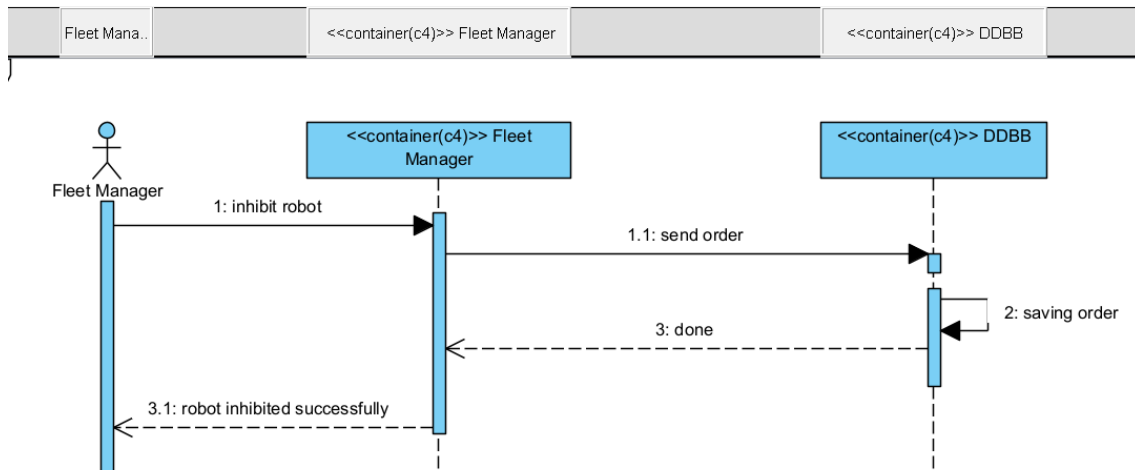 Fleet Mana..
<<container(c4)>> Fleet Manager
<<container(c4)>> DDBB
<<container(c4)>> Fleet
Manager
<<container(c4)>> DDBB
Fleet Manager
1: inhibit robot
1.1: send order
2: saving order
3: done
3.1: robot inhibited successfully